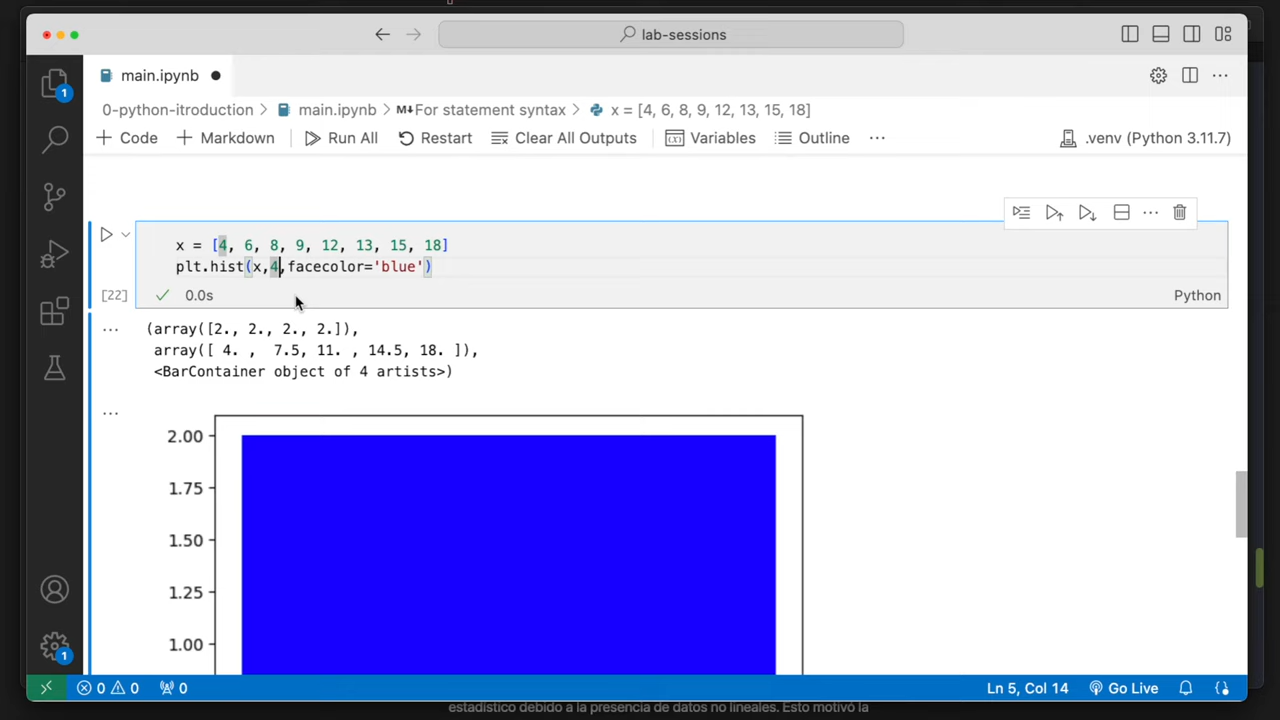 lab-sessions
main.ipynb
0-python-itroduction > main.ipynb > M↓For statement syntax > x = [4, 6, 8, 9, 12, 13, 15, 18]
+ Code + Markdown Run All Restart Clear All Outputs Variables Outline ... .venv (Python 3.11.7)
x = [4, 6, 8, 9, 12, 13, 15, 18]
plt.hist(x,4,facecolor='blue')
[22] 0.0s Python
(array([2., 2., 2., 2.]),
array([ 4. , 7.5, 11. , 14.5, 18. ]),
<BarContainer object of 4 artists>)
2.00
1.75
1.50
1.25
1.00
1
1
0 0 0 Ln 5, Col 14 Go Live
estadístico debido a la presencia de datos no lineales. Esto motivó la